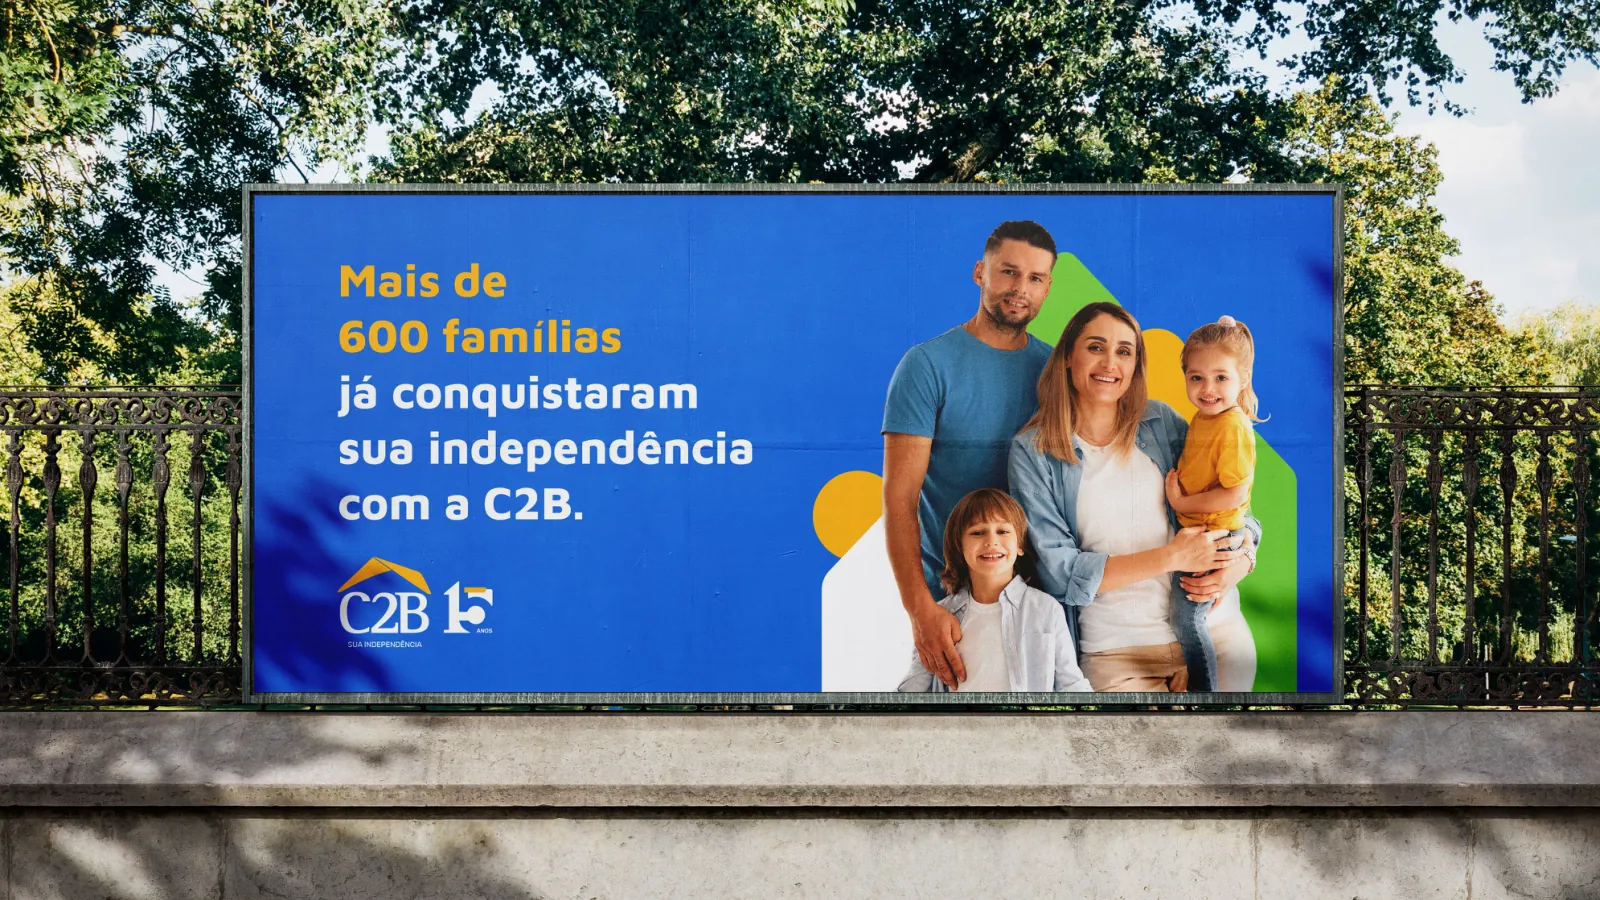 Mais de
600 famílias
já conquistaram
sua independência
com a C2B.
C2B
SUA INDEPENDÊNCIA
15
ANOS